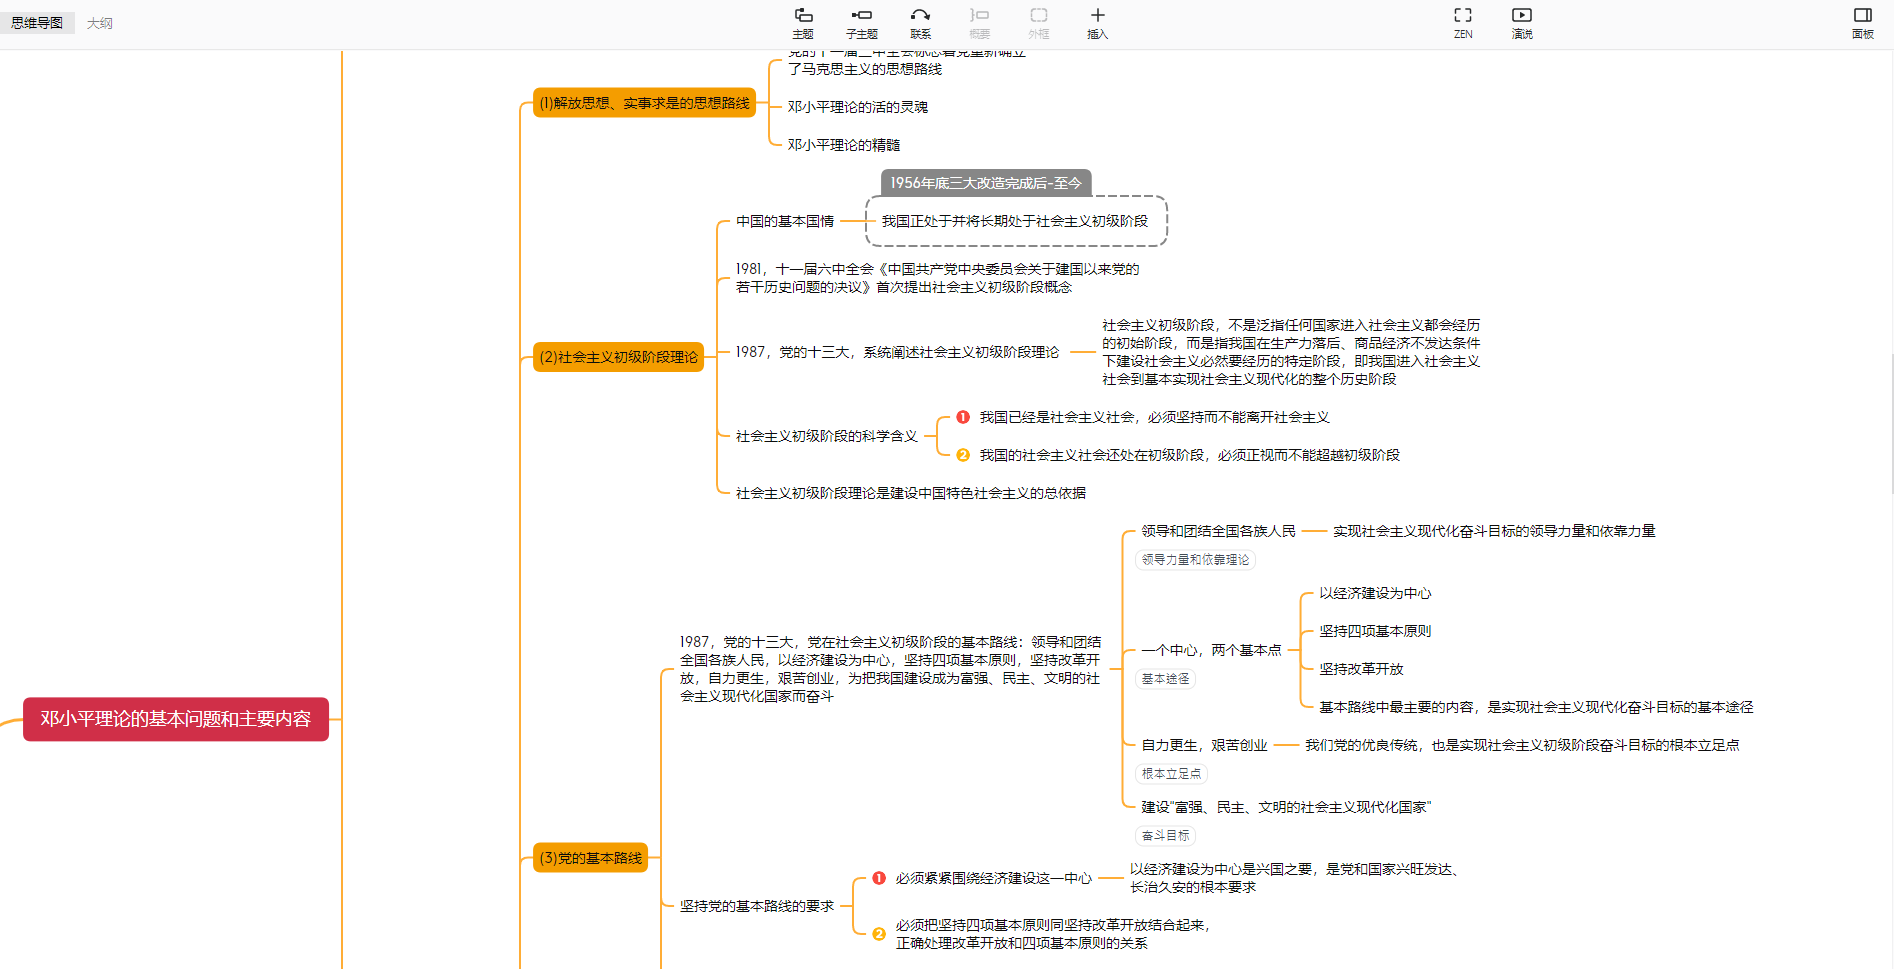 思维导图
大纲
主题
子主题
联系
概要
外框
插入
ZEN
演说
面板
党的十一届三中全会标志着党重新确立
了马克思主义的思想路线
(1)解放思想、实事求是的思想路线
邓小平理论的活的灵魂
邓小平理论的精髓
1956年底三大改造完成后-至今
中国的基本国情
我国正处于并将长期处于社会主义初级阶段
1981，十一届六中全会《中国共产党中央委员会关于建国以来党的
若干历史问题的决议》首次提出社会主义初级阶段概念
(2)社会主义初级阶段理论
1987，党的十三大，系统阐述社会主义初级阶段理论
社会主义初级阶段，不是泛指任何国家进入社会主义都会经历
的初始阶段，而是指我国在生产力落后、商品经济不发达条件
下建设社会主义必然要经历的特定阶段，即我国进入社会主义
社会到基本实现社会主义现代化的整个历史阶段
社会主义初级阶段的科学含义
1 我国已经是社会主义社会，必须坚持而不能离开社会主义
2 我国的社会主义社会还处在初级阶段，必须正视而不能超越初级阶段
社会主义初级阶段理论是建设中国特色社会主义的总依据
领导和团结全国各族人民
实现社会主义现代化奋斗目标的领导力量和依靠力量
领导力量和依靠理论
1987，党的十三大，党在社会主义初级阶段的基本路线：领导和团结
全国各族人民，以经济建设为中心，坚持四项基本原则，坚持改革开
放，自力更生，艰苦创业，为把我国建设成为富强、民主、文明的社
会主义现代化国家而奋斗
一个中心，两个基本点
基本途径
以经济建设为中心
坚持四项基本原则
坚持改革开放
基本路线中最主要的内容，是实现社会主义现代化奋斗目标的基本途径
自力更生，艰苦创业
我们党的优良传统，也是实现社会主义初级阶段奋斗目标的根本立足点
根本立足点
建设“富强、民主、文明的社会主义现代化国家”
奋斗目标
邓小平理论的基本问题和主要内容
(3)党的基本路线
坚持党的基本路线的要求
1 必须紧紧围绕经济建设这一中心
以经济建设为中心是兴国之要，是党和国家兴旺发达、
长治久安的根本要求
2 必须把坚持四项基本原则同坚持改革开放结合起来，
正确处理改革开放和四项基本原则的关系